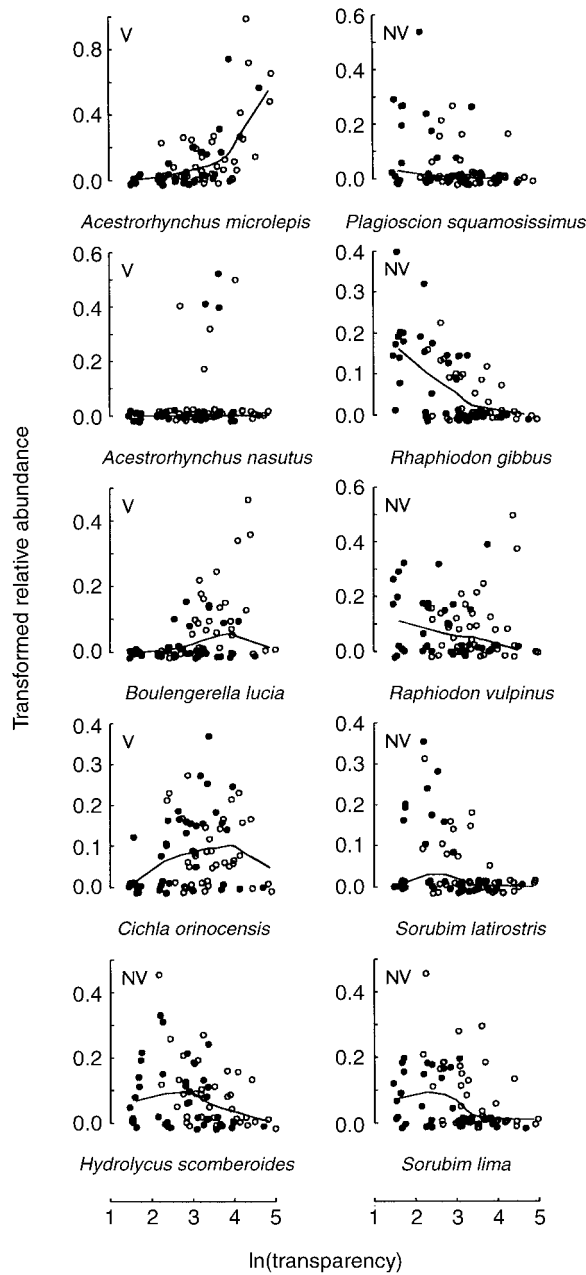 Transformed relative abundance
V
0.8
0.4
0.0
Acestrorhynchus microlepis
NV
0.6
0.4
0.2
0.0
Plagioscion squamosissimus
V
0.6
0.4
0.2
0.0
Acestrorhynchus nasutus
NV
0.4
0.3
0.2
0.1
0.0
Rhaphiodon gibbus
V
0.4
0.2
0.0
Boulengerella lucia
NV
0.6
0.4
0.2
0.0
Raphiodon vulpinus
V
0.4
0.3
0.2
0.1
0.0
Cichla orinocensis
NV
0.4
0.3
0.2
0.1
0.0
Sorubim latirostris
NV
0.4
0.2
0.0
Hydrolycus scomberoides
NV
0.4
0.2
0.0
Sorubim lima
1 2 3 4 5
1 2 3 4 5
ln(transparency)